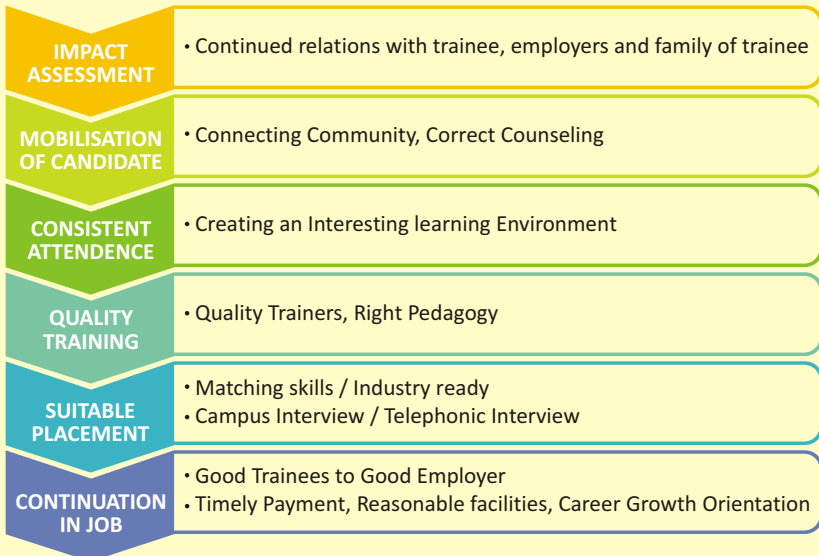 IMPACT
ASSESSMENT
• Continued relations with trainee, employers and family of trainee
MOBILISATION
OF CANDIDATE
• Connecting Community, Correct Counseling
CONSISTENT
ATTENDENCE
• Creating an Interesting learning Environment
QUALITY
TRAINING
• Quality Trainers, Right Pedagogy
SUITABLE
PLACEMENT
• Matching skills / Industry ready
• Campus Interview / Telephonic Interview
CONTINUATION
IN JOB
• Good Trainees to Good Employer
• Timely Payment, Reasonable facilities, Career Growth Orientation